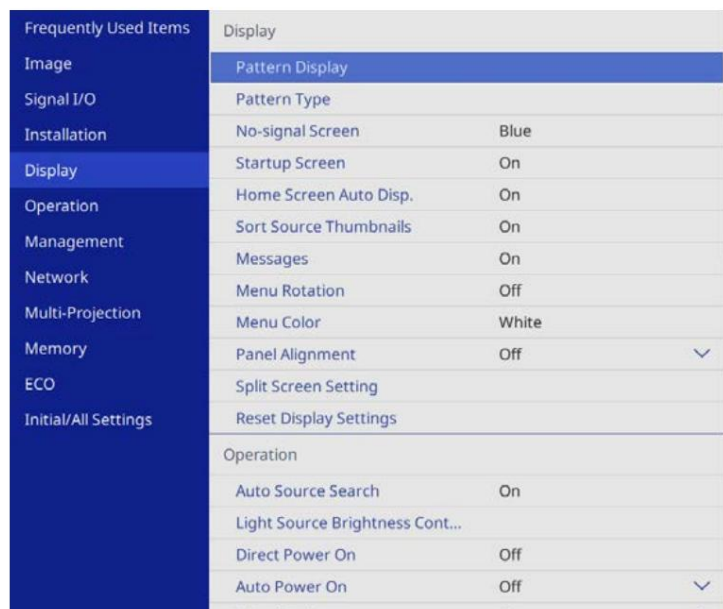 Frequently Used Items
Image
Signal I/O
Installation
Display
Operation
Management
Network
Multi-Projection
Memory
ECO
Initial/All Settings
Display
Pattern Display
Pattern Type
No-signal Screen Blue
Startup Screen On
Home Screen Auto Disp. On
Sort Source Thumbnails On
Messages On
Menu Rotation Off
Menu Color White
Panel Alignment Off
Split Screen Setting
Reset Display Settings
Operation
Auto Source Search On
Light Source Brightness Cont...
Direct Power On Off
Auto Power On Off